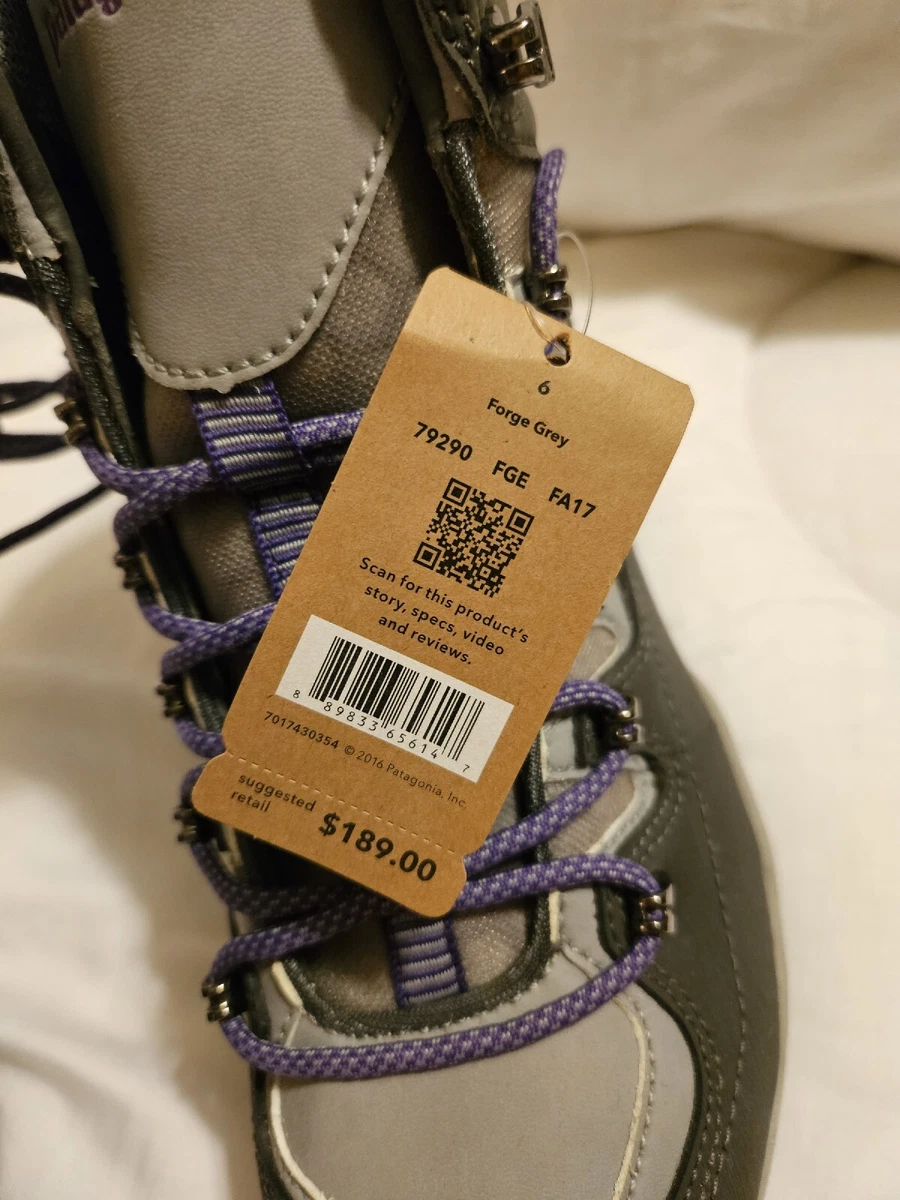 6
Forge Grey
79290 FGE FA17
Scan for this product's
story, specs, video
and reviews.
8 89833 65614 7
7017430354 © 2016 Patagonia, Inc
suggested
retail
$189.00